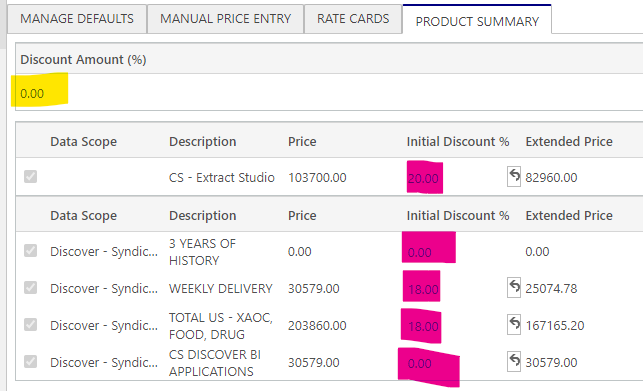 MANAGE DEFAULTS MANUAL PRICE ENTRY RATE CARDS PRODUCT SUMMARY
Discount Amount (%)
0.00
Data Scope Description Price Initial Discount % Extended Price
CS - Extract Studio 103700.00 20.00 82960.00
Data Scope Description Price Initial Discount % Extended Price
Discover - Syndic... 3 YEARS OF HISTORY 0.00 0.00 0.00
Discover - Syndic... WEEKLY DELIVERY 30579.00 18.00 25074.78
Discover - Syndic... TOTAL US - XAOC, FOOD, DRUG 203860.00 18.00 167165.20
Discover - Syndic... CS DISCOVER BI APPLICATIONS 30579.00 0.00 30579.00